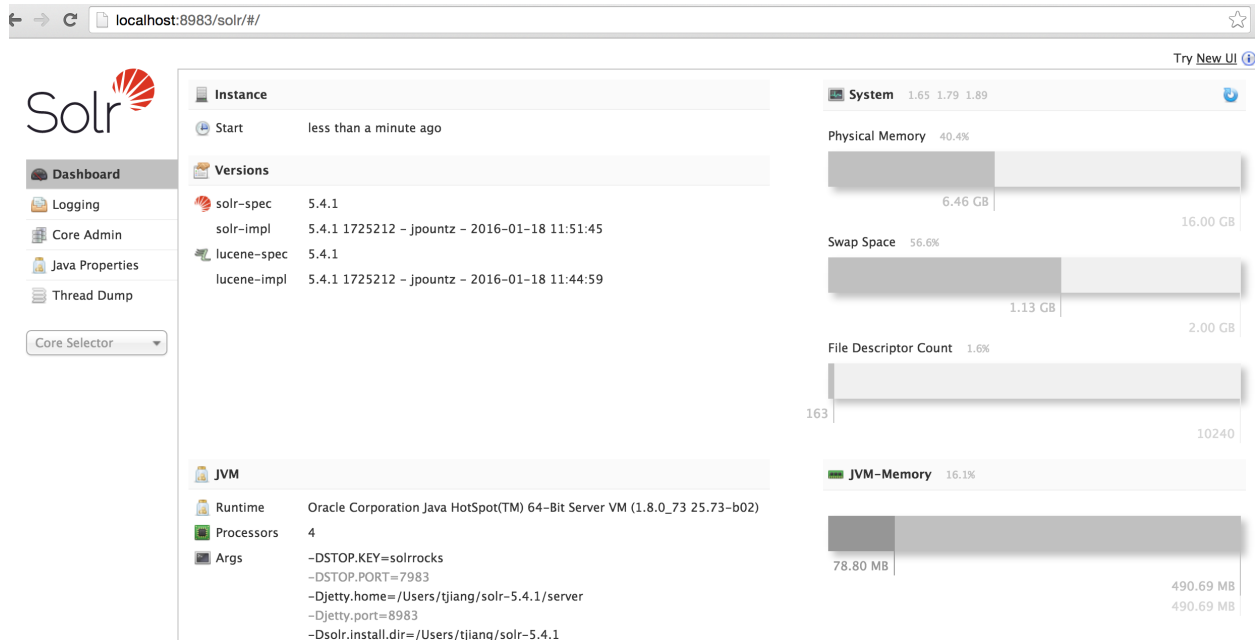 localhost:8983/solr/#/
Try New UI
Solr
Dashboard
Logging
Core Admin
Java Properties
Thread Dump
Core Selector
Instance
Start less than a minute ago
Versions
solr-spec 5.4.1
solr-impl 5.4.1 1725212 - jpountz - 2016-01-18 11:51:45
lucene-spec 5.4.1
lucene-impl 5.4.1 1725212 - jpountz - 2016-01-18 11:44:59
JVM
Runtime Oracle Corporation Java HotSpot(TM) 64-Bit Server VM (1.8.0_73 25.73-b02)
Processors 4
Args -DSTOP.KEY=solrrocks
-DSTOP.PORT=7983
-Djetty.home=/Users/tjiang/solr-5.4.1/server
-Djetty.port=8983
-Dsolr.install.dir=/Users/tjiang/solr-5.4.1
System 1.65 1.79 1.89
Physical Memory 40.4%
6.46 GB
16.00 GB
Swap Space 56.6%
1.13 GB
2.00 GB
File Descriptor Count 1.6%
163
10240
JVM-Memory 16.1%
78.80 MB
490.69 MB
490.69 MB